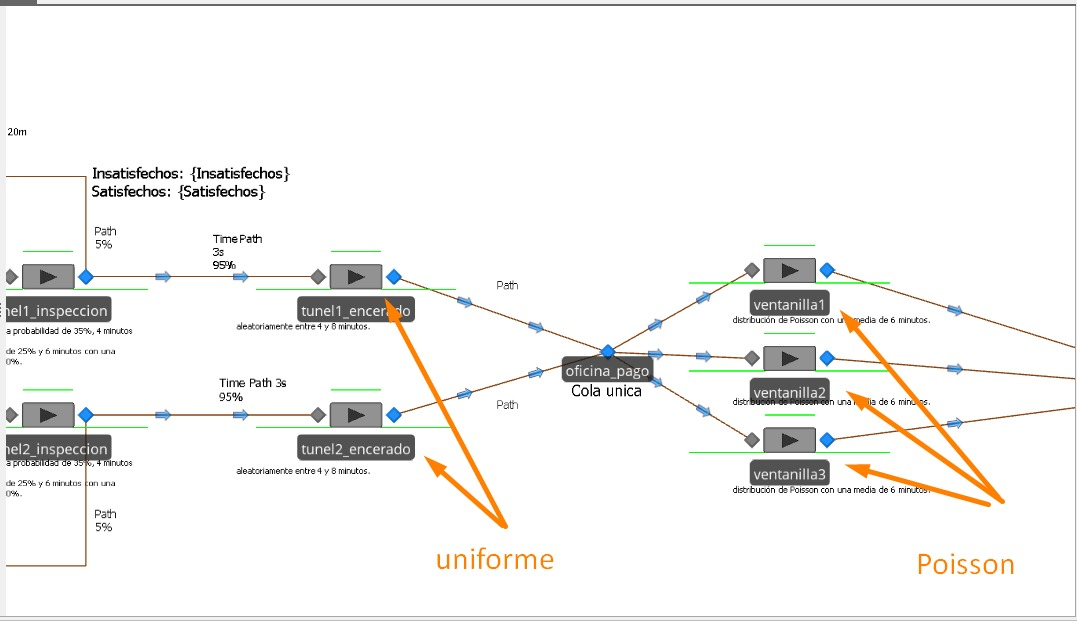 20m
Insatisfechos: {Insatisfechos}
Satisfechos: {Satisfechos}
Path
5%
Time Path
3s
95%
nel1_inspeccion
a probabilidad de 35%, 4 minutos
de 25% y 6 minutos con una
0%.
tunel1_encerado
aleatoriamente entre 4 y 8 minutos.
Path
ventanilla1
distribución de Poisson con una media de 6 minutos.
oficina_pago
Cola unica
ventanilla2
distribución de Poisson con una media de 6 minutos.
Time Path 3s
95%
Path
nel2_inspeccion
a probabilidad de 35%, 4 minutos
de 25% y 6 minutos con una
0%.
tunel2_encerado
aleatoriamente entre 4 y 8 minutos.
ventanilla3
distribución de Poisson con una media de 6 minutos.
Path
5%
uniforme
Poisson